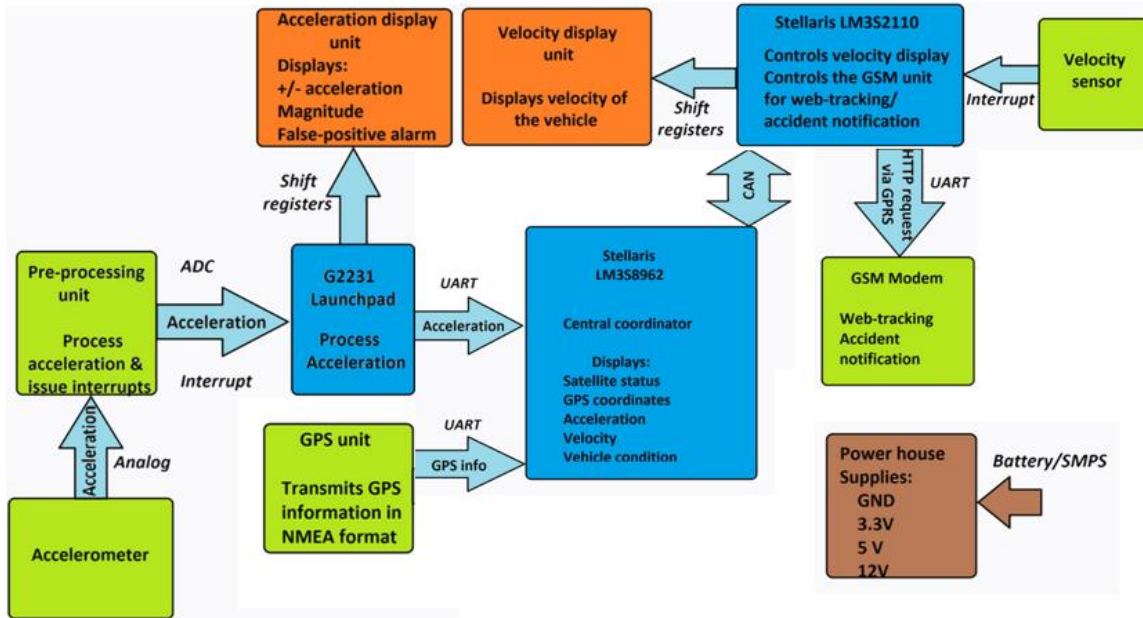 Acceleration display
unit
Displays:
+/- acceleration
Magnitude
False-positive alarm
Velocity display
unit
Displays velocity of
the vehicle
Stellaris LM3S2110
Controls velocity display
Controls the GSM unit
for web-tracking/
accident notification
Velocity
sensor
Shift
registers
Interrupt
Shift
registers
CAN
HTTP request
via GPRS
UART
Pre-processing
unit
Process
acceleration &
issue interrupts
ADC
Acceleration
Interrupt
G2231
Launchpad
Process
Acceleration
UART
Acceleration
Stellaris
LM3S8962
Central coordinator
Displays:
Satellite status
GPS coordinates
Acceleration
Velocity
Vehicle condition
GSM Modem
Web-tracking
Accident
notification
Acceleration
Analog
Accelerometer
GPS unit
Transmits GPS
information in
NMEA format
UART
GPS info
Power house
Supplies:
GND
3.3V
5 V
12V
Battery/SMPS